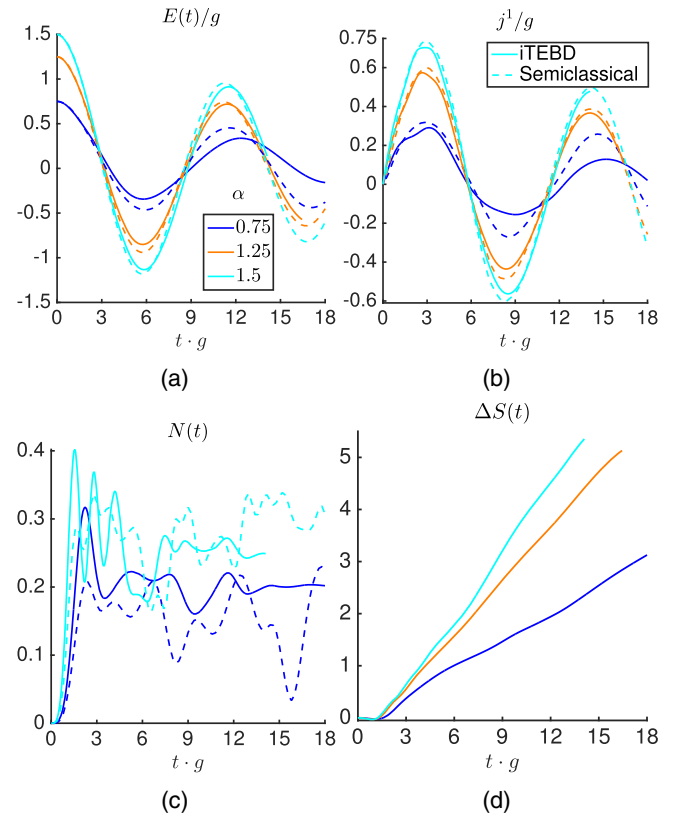 E(t)/g
1.5
1
0.5
0
-0.5
-1
-1.5
α
0.75
1.25
1.5
0 3 6 9 12 15 18
t · g
(a)
j¹/g
0.75
0.6
0.4
0.2
0
-0.2
-0.4
-0.6
iTEBD
Semiclassical
0 3 6 9 12 15 18
t · g
(b)
N(t)
0.4
0.3
0.2
0.1
0
0 3 6 9 12 15 18
t · g
(c)
ΔS(t)
5
4
3
2
1
0
0 3 6 9 12 15 18
t · g
(d)